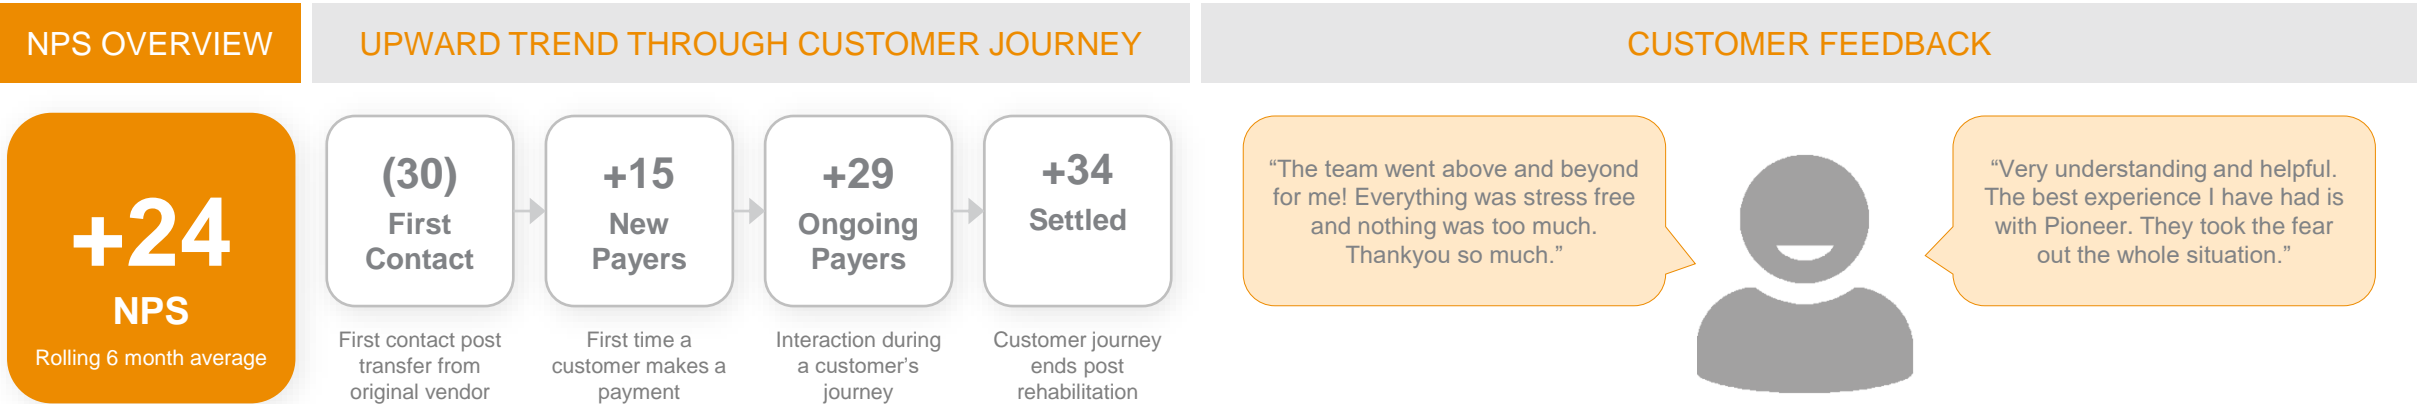 NPS OVERVIEW
UPWARD TREND THROUGH CUSTOMER JOURNEY
CUSTOMER FEEDBACK
+24
NPS
Rolling 6 month average
(30)
First
Contact
First contact post
transfer from
original vendor
+15
New
Payers
First time a
customer makes a
payment
+29
Ongoing
Payers
Interaction during
a customer’s
journey
+34
Settled
Customer journey
ends post
rehabilitation
“The team went above and beyond
for me! Everything was stress free
and nothing was too much.
Thankyou so much.”
“Very understanding and helpful.
The best experience I have had is
with Pioneer. They took the fear
out the whole situation.”